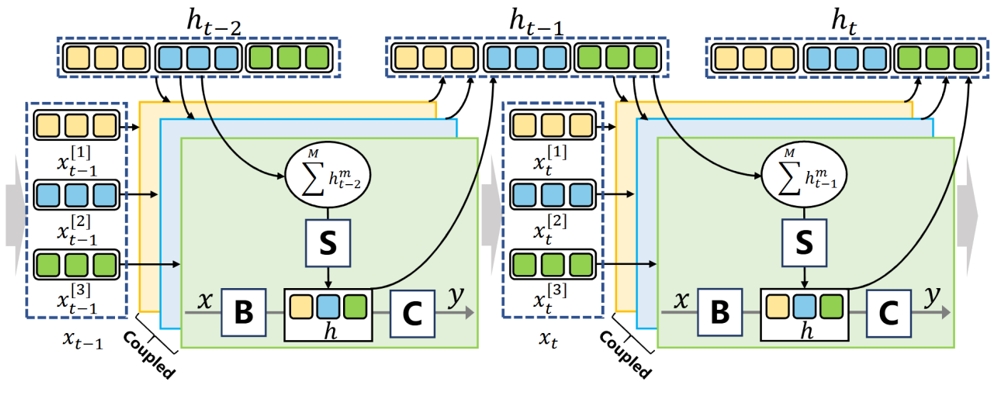 h_{t-2}
h_{t-1}
h_t
x_{t-1}^{[1]}
x_{t-1}^{[2]}
x_{t-1}^{[3]}
x_{t-1}
Coupled
\sum^{M} h_{t-2}^{m}
S
x
B
h
C
y
x_t^{[1]}
x_t^{[2]}
x_t^{[3]}
x_t
Coupled
\sum^{M} h_{t-1}^{m}
S
x
B
h
C
y